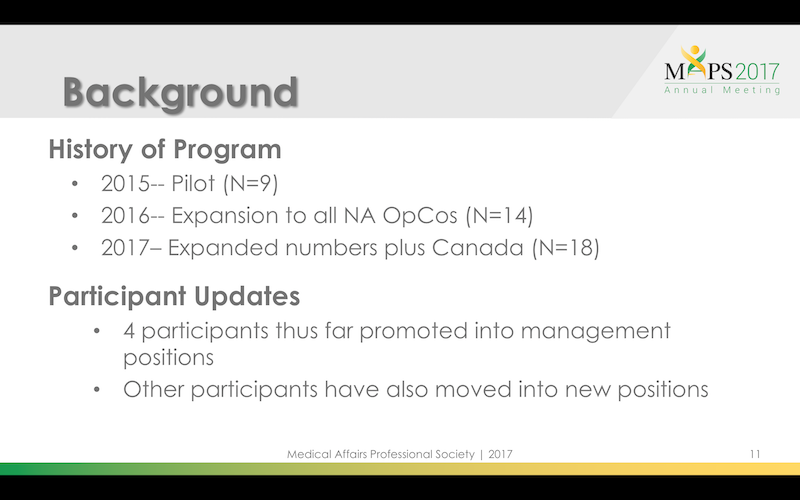 Background
MAPS 2017
Annual Meeting
History of Program
• 2015-- Pilot (N=9)
• 2016-- Expansion to all NA OpCos (N=14)
• 2017– Expanded numbers plus Canada (N=18)
Participant Updates
• 4 participants thus far promoted into management
positions
• Other participants have also moved into new positions
Medical Affairs Professional Society | 2017
11